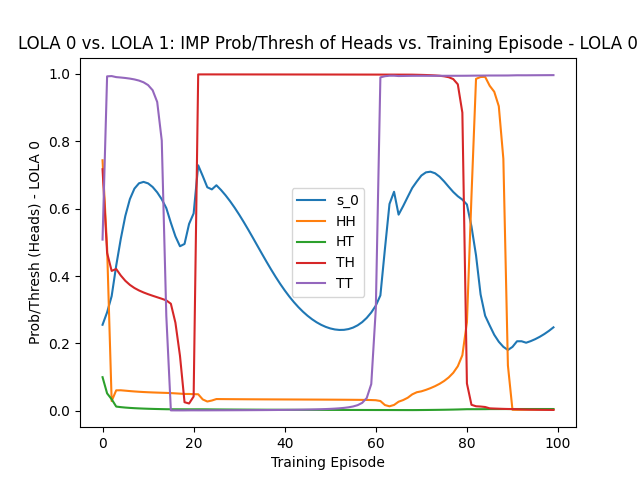 LOLA 0 vs. LOLA 1: IMP Prob/Thresh of Heads vs. Training Episode - LOLA 0
Prob/Thresh (Heads) - LOLA 0
1.0
0.8
0.6
0.4
0.2
0.0
s_0
HH
HT
TH
TT
0 20 40 60 80 100
Training Episode